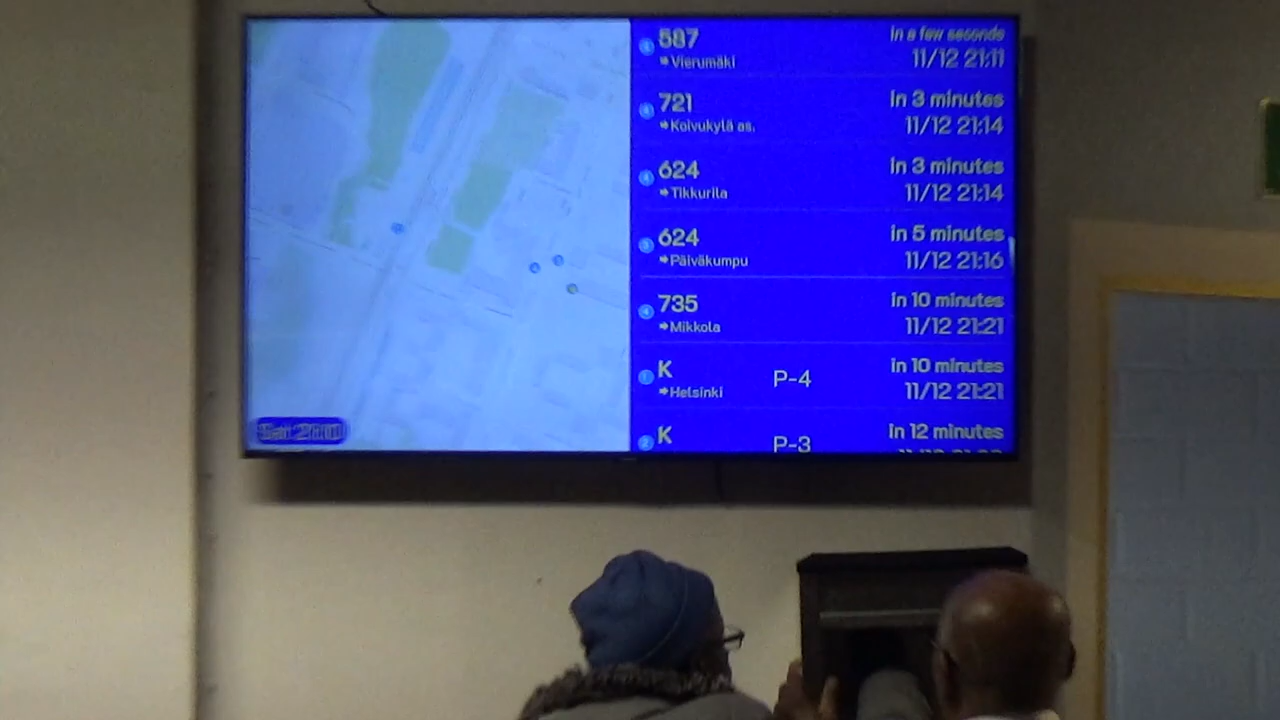 587
Vierumäki
in a few seconds
11/12 21:11
721
Koivukylä as.
in 3 minutes
11/12 21:14
624
Tikkurila
in 3 minutes
11/12 21:14
624
Päiväkumpu
in 5 minutes
11/12 21:16
735
Mikkola
in 10 minutes
11/12 21:21
K
Helsinki
P-4
in 10 minutes
11/12 21:21
K
P-3
in 12 minutes